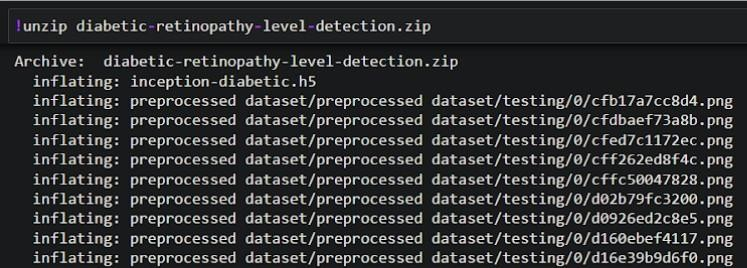 !unzip diabetic-retinopathy-level-detection.zip
Archive:  diabetic-retinopathy-level-detection.zip
  inflating: inception-diabetic.h5
  inflating: preprocessed dataset/preprocessed dataset/testing/0/cfb17a7cc8d4.png
  inflating: preprocessed dataset/preprocessed dataset/testing/0/cfdbaef73a8b.png
  inflating: preprocessed dataset/preprocessed dataset/testing/0/cfed7c1172ec.png
  inflating: preprocessed dataset/preprocessed dataset/testing/0/cff262ed8f4c.png
  inflating: preprocessed dataset/preprocessed dataset/testing/0/cffc50047828.png
  inflating: preprocessed dataset/preprocessed dataset/testing/0/d02b79fc3200.png
  inflating: preprocessed dataset/preprocessed dataset/testing/0/d0926ed2c8e5.png
  inflating: preprocessed dataset/preprocessed dataset/testing/0/d160ebef4117.png
  inflating: preprocessed dataset/preprocessed dataset/testing/0/d16e39b9d6f0.png